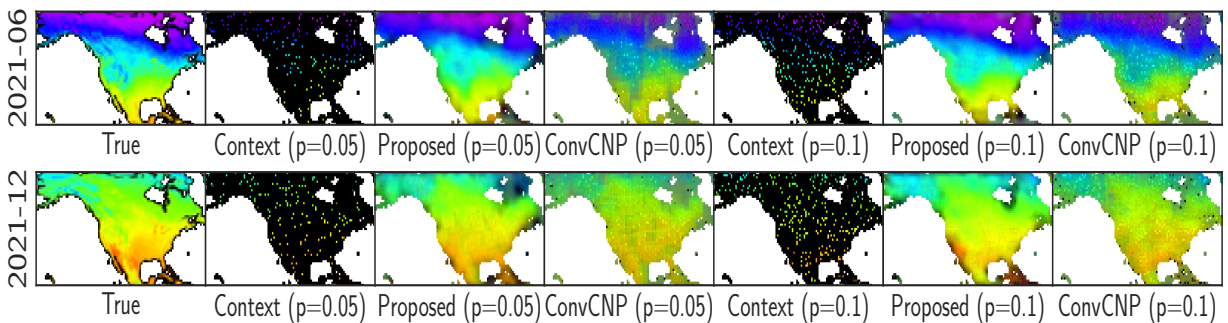 2021-06
True Context (p=0.05) Proposed (p=0.05) ConvCNP (p=0.05) Context (p=0.1) Proposed (p=0.1) ConvCNP (p=0.1)
2021-12
True Context (p=0.05) Proposed (p=0.05) ConvCNP (p=0.05) Context (p=0.1) Proposed (p=0.1) ConvCNP (p=0.1)